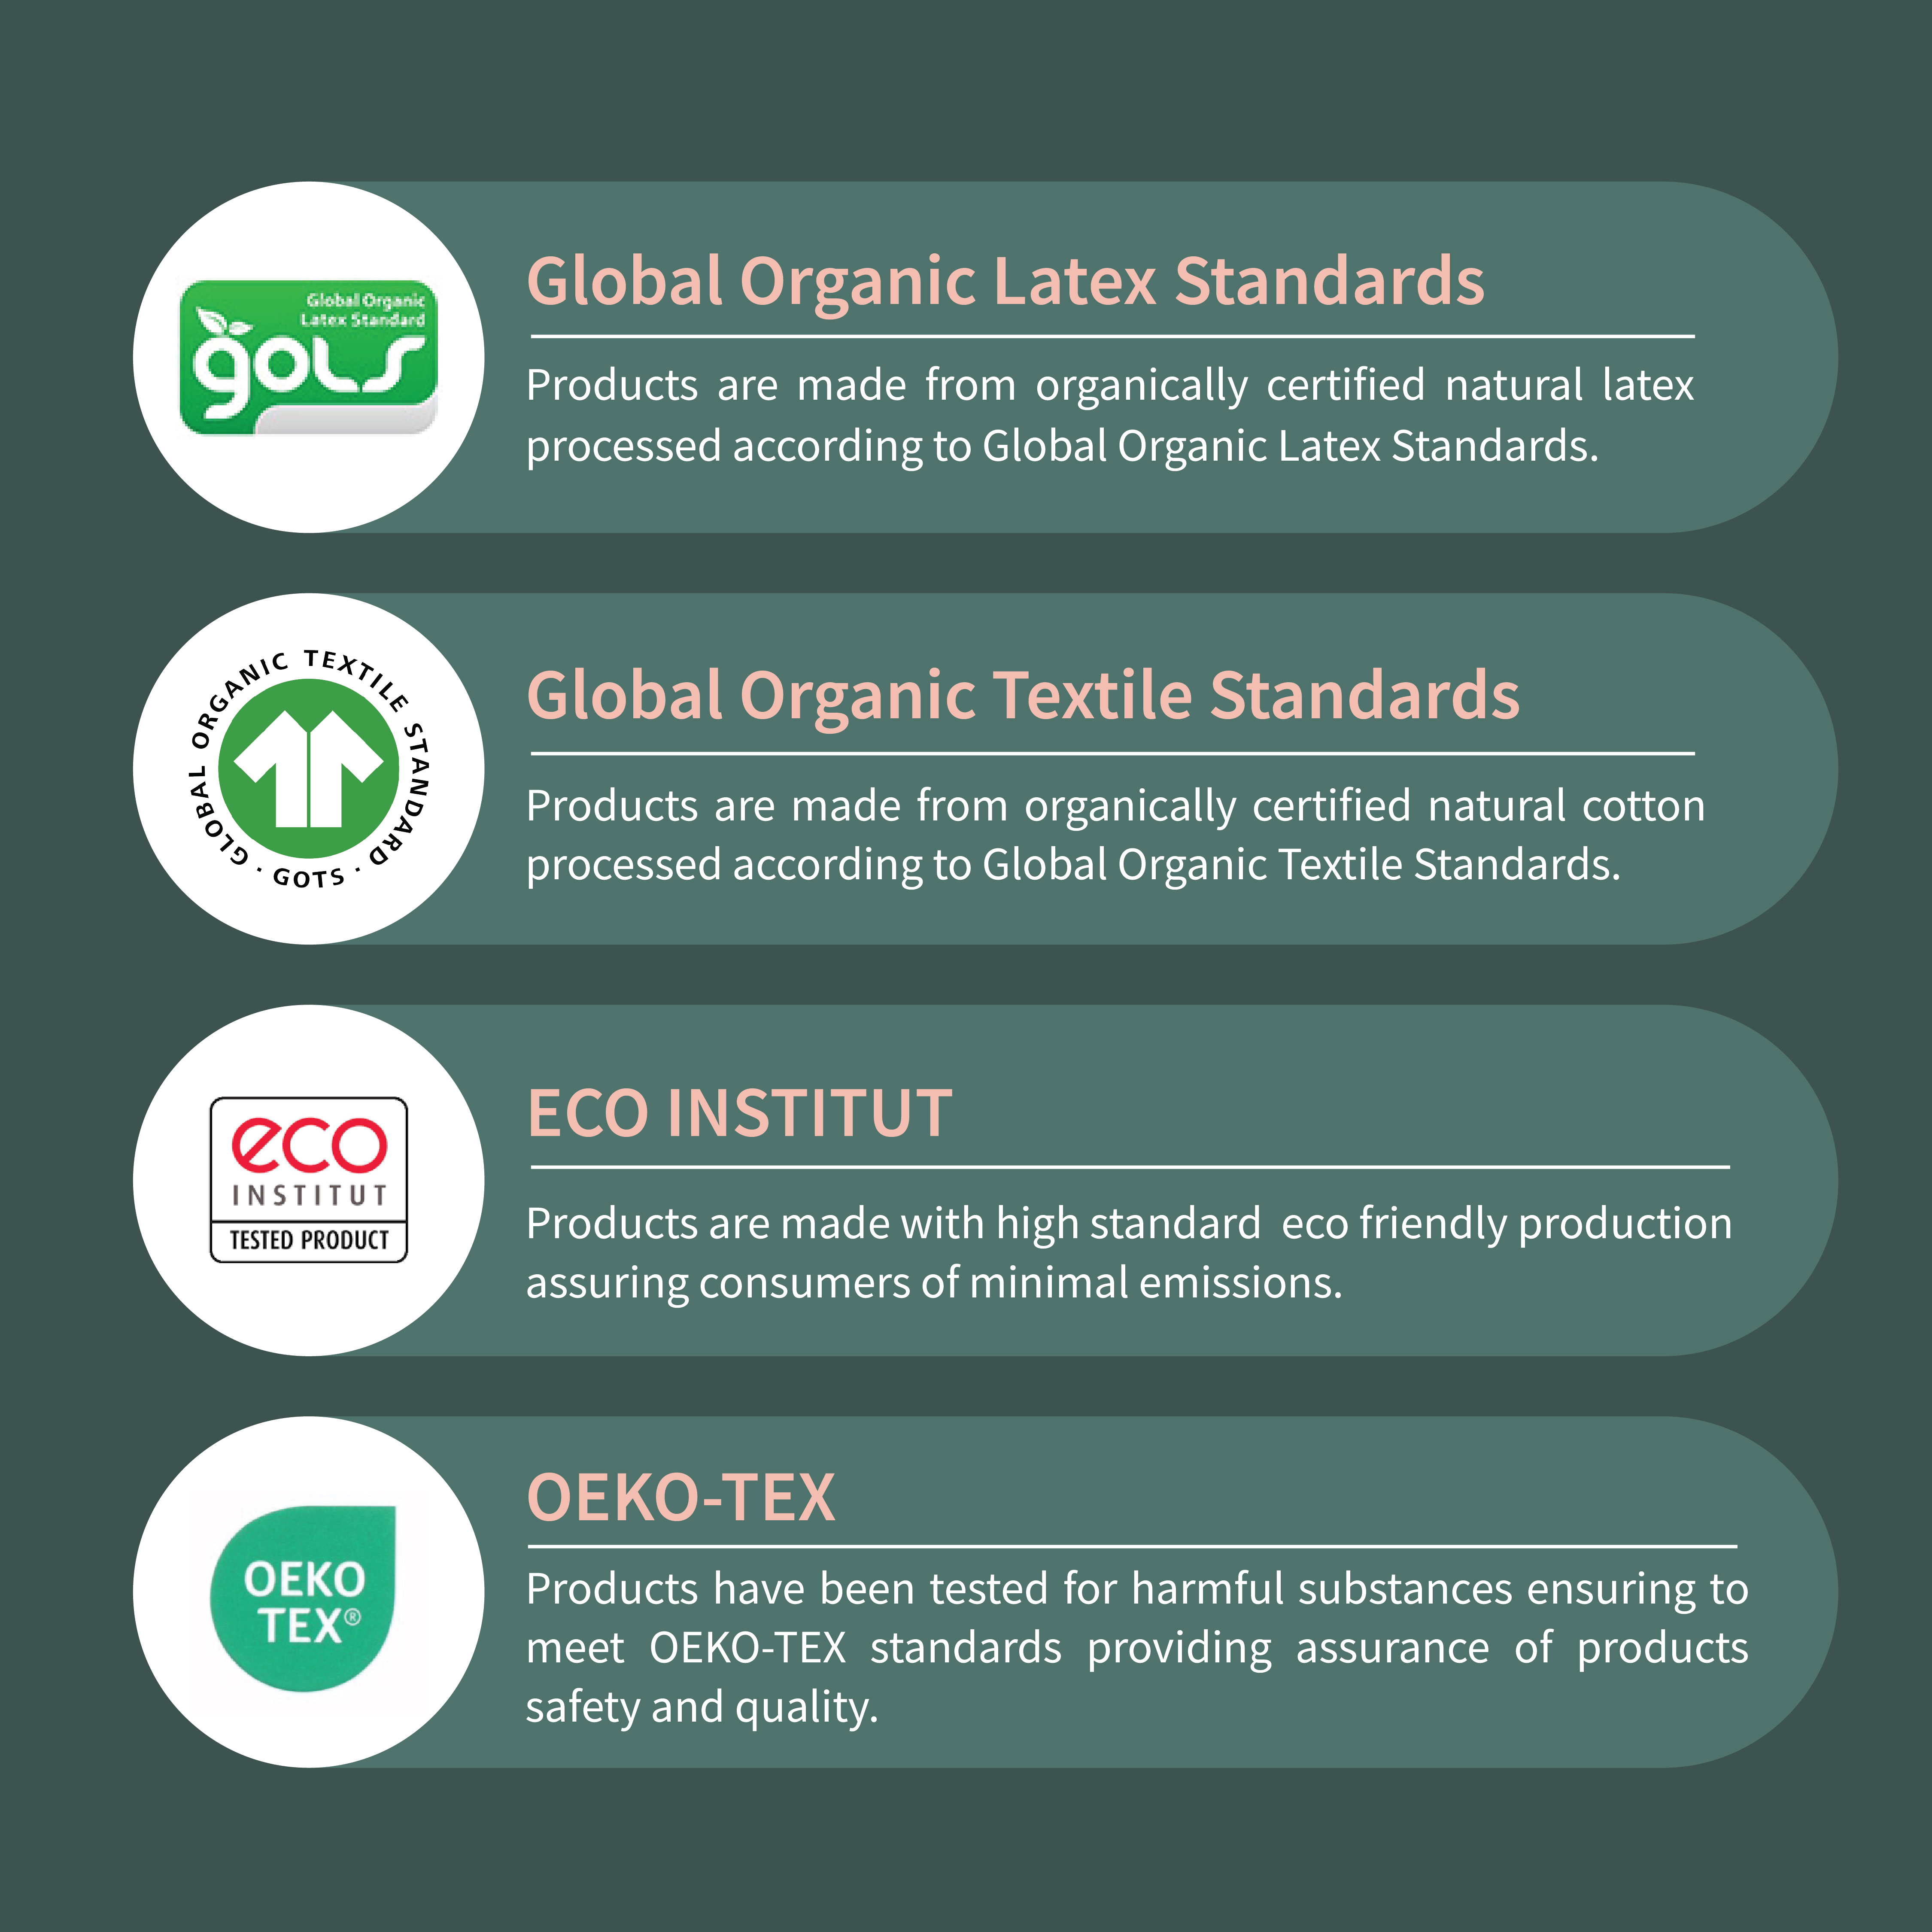 Global Organic
Latex Standard
gols
Global Organic Latex Standards
Products are made from organically certified natural latex
processed according to Global Organic Latex Standards.
GLOBAL ORGANIC TEXTILE STANDARD
· GOTS ·
Global Organic Textile Standards
Products are made from organically certified natural cotton
processed according to Global Organic Textile Standards.
eco
INSTITUT
TESTED PRODUCT
ECO INSTITUT
Products are made with high standard  eco friendly production
assuring consumers of minimal emissions.
OEKO
TEX®
OEKO-TEX
Products have been tested for harmful substances ensuring to
meet OEKO-TEX standards providing assurance of products
safety and quality.